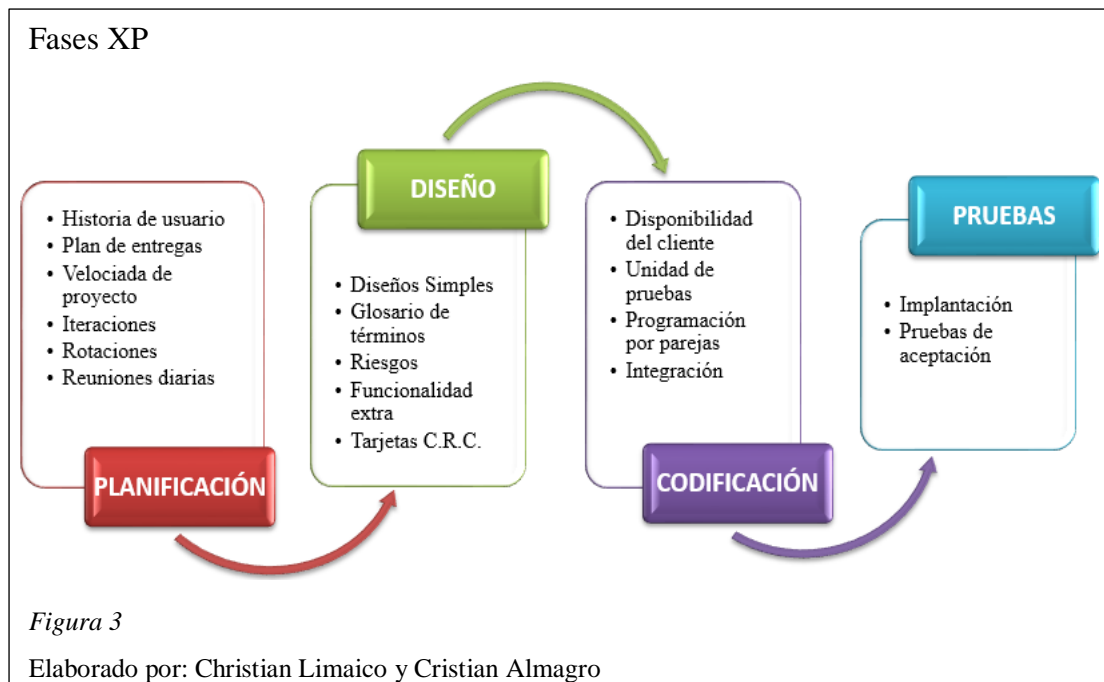 Fases XP
• Historia de usuario
• Plan de entregas
• Velociada de
proyecto
• Iteraciones
• Rotaciones
• Reuniones diarias
PLANIFICACIÓN
DISEÑO
• Diseños Simples
• Glosario de
términos
• Riesgos
• Funcionalidad
extra
• Tarjetas C.R.C.
• Disponibilidad
del cliente
• Unidad de
pruebas
• Programación
por parejas
• Integración
CODIFICACIÓN
PRUEBAS
• Implantación
• Pruebas de
aceptación
Figura 3
Elaborado por: Christian Limaico y Cristian Almagro